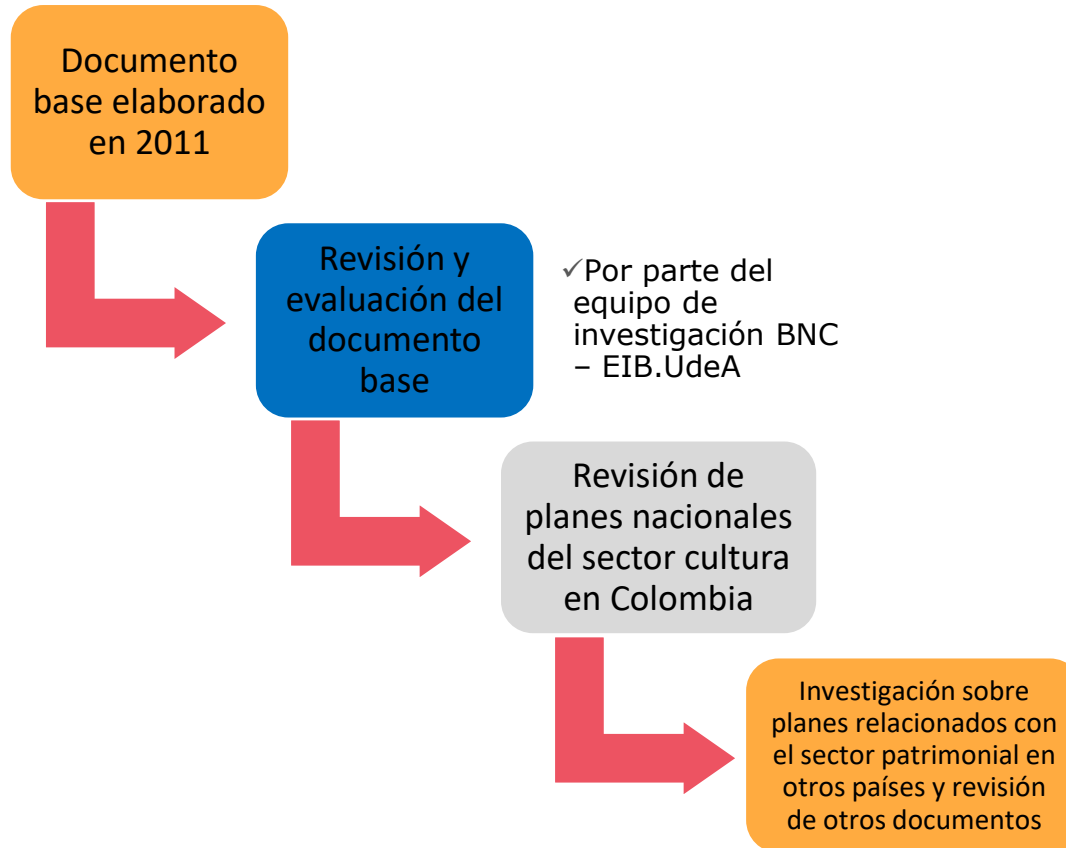 Documento
base elaborado
en 2011
Revisión y
evaluación del
documento
base
✓Por parte del
equipo de
investigación BNC
– EIB.UdeA
Revisión de
planes nacionales
del sector cultura
en Colombia
Investigación sobre
planes relacionados con
el sector patrimonial en
otros países y revisión
de otros documentos